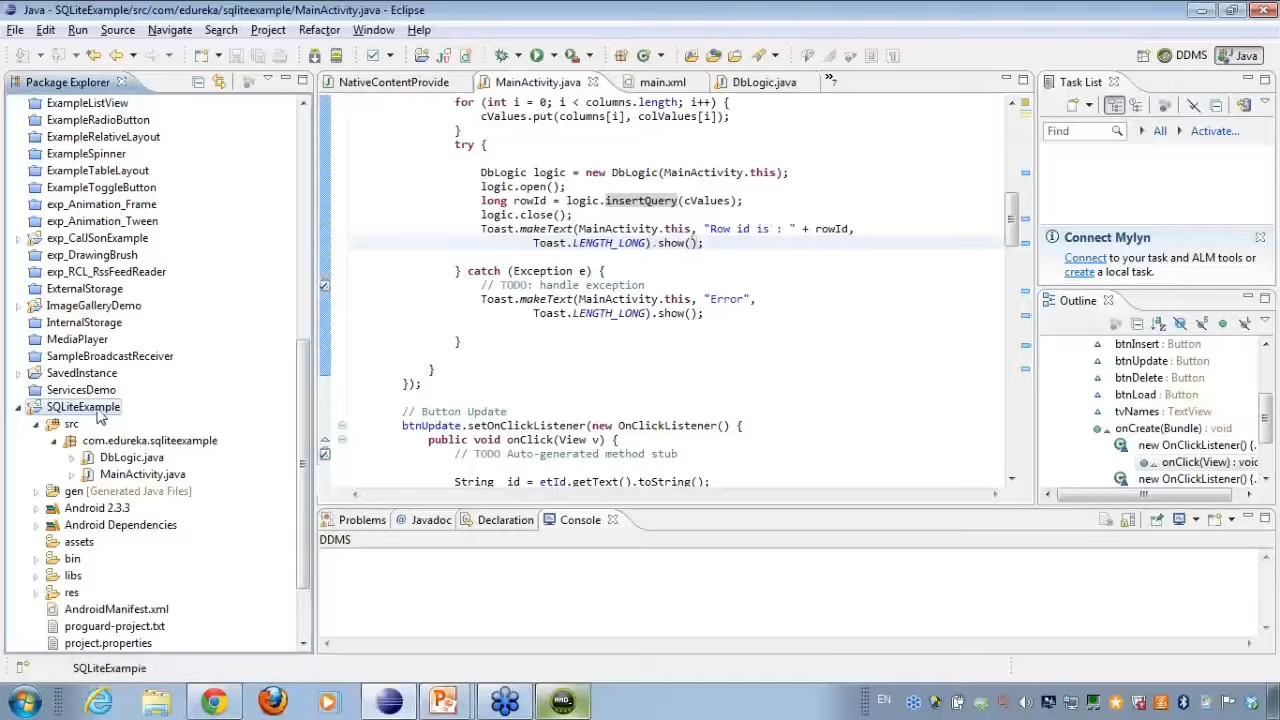 Java - SQLiteExample/src/com/edureka/sqliteexample/MainActivity.java - Eclipse
File Edit Run Source Navigate Search Project Refactor Window Help
DDMS Java
Package Explorer
ExampleListView
ExampleRadioButton
ExampleRelativeLayout
ExampleSpinner
ExampleTableLayout
ExampleToggleButton
exp_Animation_Frame
exp_Animation_Tween
exp_CallJSonExample
exp_DrawingBrush
exp_RCL_RssFeedReader
ExternalStorage
ImageGalleryDemo
InternalStorage
MediaPlayer
SampleBroadcastReceiver
SavedInstance
ServicesDemo
SQLiteExample
src
com.edureka.sqliteexample
DbLogic.java
MainActivity.java
gen [Generated Java Files]
Android 2.3.3
Android Dependencies
assets
bin
libs
res
AndroidManifest.xml
proguard-project.txt
project.properties
NativeContentProvide MainActivity.java main.xml DbLogic.java »7
for (int i = 0; i < columns.length; i++) {
cValues.put(columns[i], colValues[i]);
}
try {
DbLogic logic = new DbLogic(MainActivity.this);
logic.open();
long rowId = logic.insertQuery(cValues);
logic.close();
Toast.makeText(MainActivity.this, "Row id is : " + rowId,
Toast.LENGTH_LONG).show();
} catch (Exception e) {
// TODO: handle exception
Toast.makeText(MainActivity.this, "Error",
Toast.LENGTH_LONG).show();
}
}
});
// Button Update
btnUpdate.setOnClickListener(new OnClickListener() {
public void onClick(View v) {
// TODO Auto-generated method stub
String id = etId.getText().toString();
Task List
Find All Activate...
Connect Mylyn
Connect to your task and ALM tools or
create a local task.
Outline
btnInsert : Button
btnUpdate : Button
btnDelete : Button
btnLoad : Button
tvNames : TextView
onCreate(Bundle) : void
new OnClickListener() {.
onClick(View) : voic
new OnClickListener() {.
Problems Javadoc Declaration Console
DDMS
SQLiteExample
EN